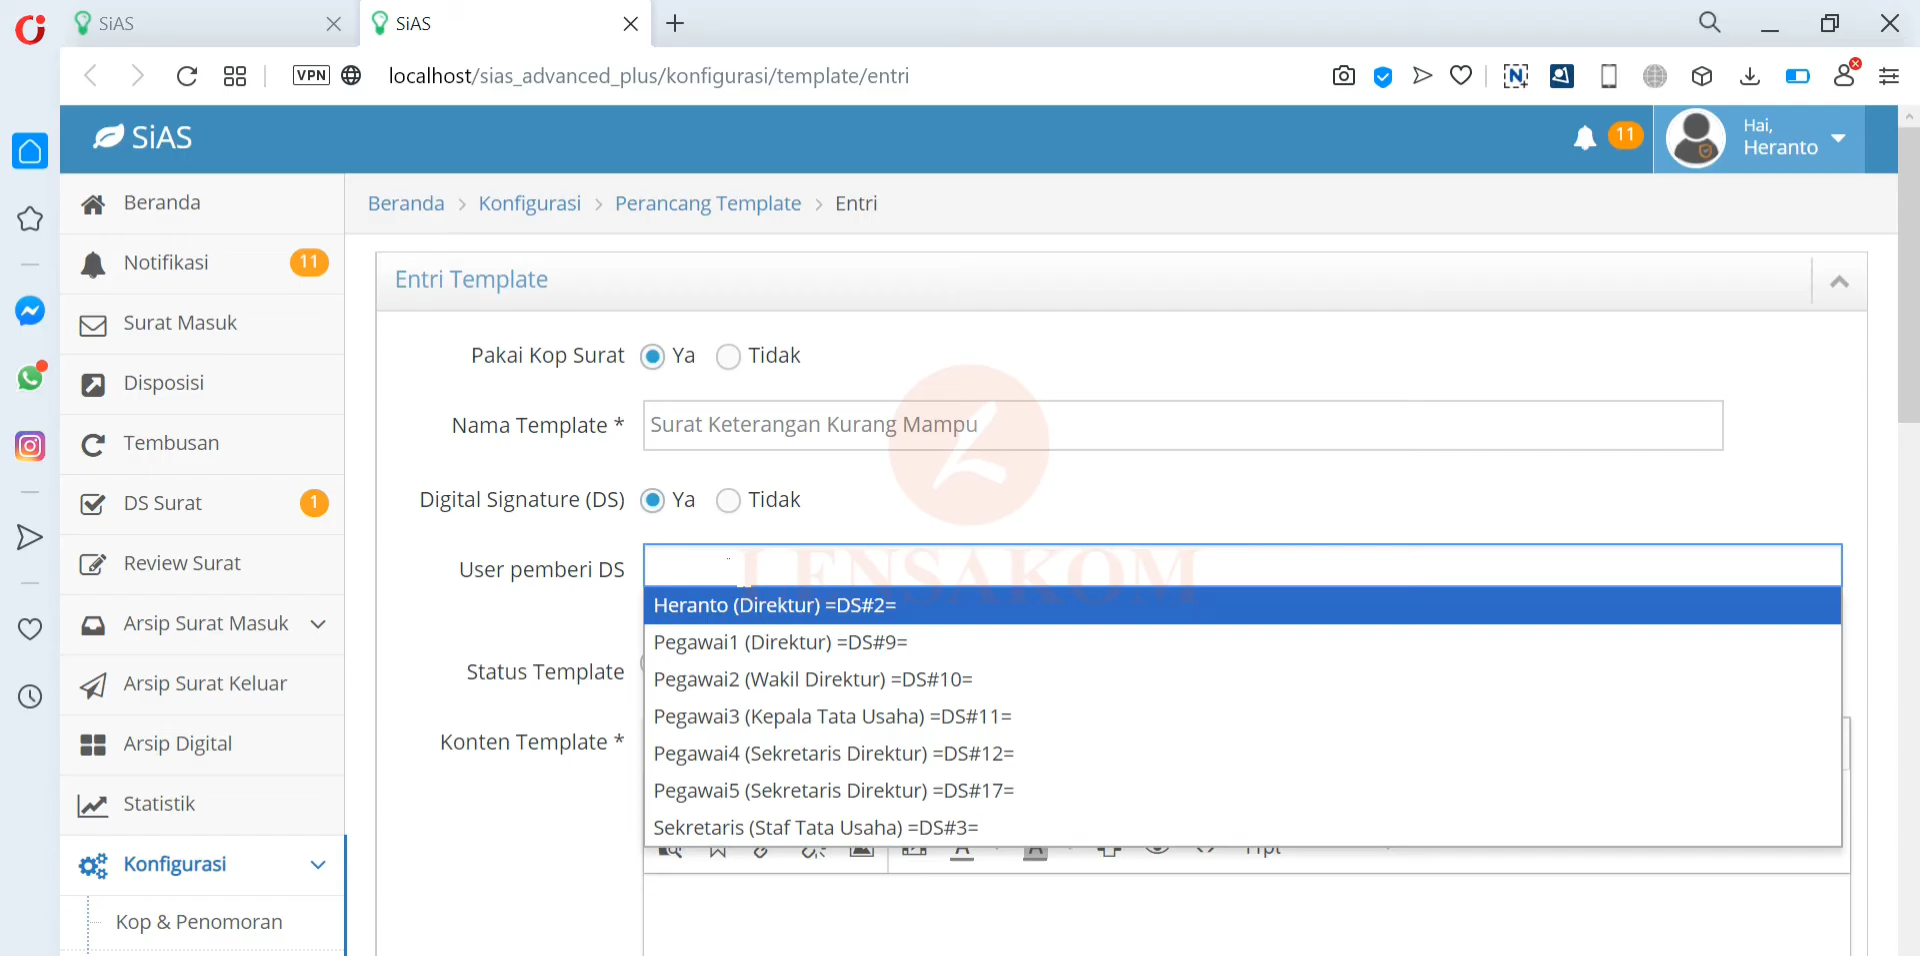 SiAS
SiAS
VPN
localhost/sias_advanced_plus/konfigurasi/template/entri
SiAS
11
Hai,
Heranto
Beranda
Notifikasi 11
Surat Masuk
Disposisi
Tembusan
DS Surat 1
Review Surat
Arsip Surat Masuk
Arsip Surat Keluar
Arsip Digital
Statistik
Konfigurasi
Kop & Penomoran
Beranda > Konfigurasi > Perancang Template > Entri
Entri Template
Pakai Kop Surat Ya Tidak
Nama Template * Surat Keterangan Kurang Mampu
Digital Signature (DS) Ya Tidak
User pemberi DS
LENSAKOM
Heranto (Direktur) =DS#2=
Pegawai1 (Direktur) =DS#9=
Pegawai2 (Wakil Direktur) =DS#10=
Pegawai3 (Kepala Tata Usaha) =DS#11=
Pegawai4 (Sekretaris Direktur) =DS#12=
Pegawai5 (Sekretaris Direktur) =DS#17=
Sekretaris (Staf Tata Usaha) =DS#3=
Status Template
Konten Template *